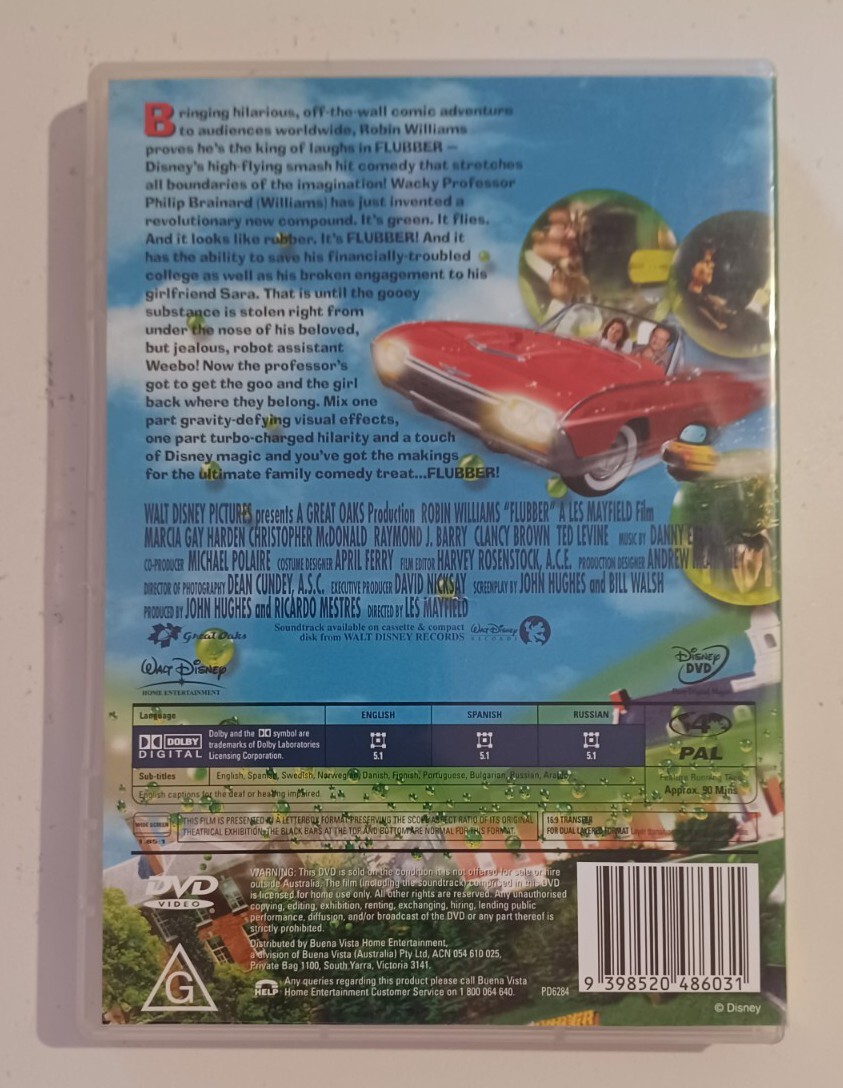 Bringing hilarious, off-the-wall comic adventure
to audiences worldwide, Robin Williams
proves he's the king of laughs in FLUBBER –
Disney's high-flying smash hit comedy that stretches
all boundaries of the imagination! Wacky Professor
Philip Brainard (Williams) has just invented a
revolutionary new compound. It's green. It flies.
And it looks like rubber. It's FLUBBER! And it
has the ability to save his financially-troubled
college as well as his broken engagement to his
girlfriend Sara. That is until the gooey
substance is stolen right from
under the nose of his beloved,
but jealous, robot assistant
Weebo! Now the professor's
got to get the goo and the girl
back where they belong. Mix one
part gravity-defying visual effects,
one part turbo-charged hilarity and a touch
of Disney magic and you've got the makings
for the ultimate family comedy treat...FLUBBER!
WALT DISNEY PICTURES presents A GREAT OAKS Production ROBIN WILLIAMS "FLUBBER" A LES MAYFIELD Film
MARCIA GAY HARDEN CHRISTOPHER McDONALD RAYMOND J. BARRY CLANCY BROWN TED LEVINE MUSIC BY DANNY
CO-PRODUCER MICHAEL POLAIRE COSTUME DESIGNER APRIL FERRY FILM EDITOR HARVEY ROSENSTOCK, A.C.E. PRODUCTION DESIGNER ANDREW
DIRECTOR OF PHOTOGRAPHY DEAN CUNDEY, A.S.C. EXECUTIVE PRODUCER DAVID NICKSAY SCREENPLAY BY JOHN HUGHES and BILL WALSH
PRODUCED BY JOHN HUGHES and RICARDO MESTRES DIRECTED BY LES MAYFIELD
Great Oaks
Soundtrack available on cassette & compact
disk from WALT DISNEY RECORDS
Walt Disney RECORDS
WALT DISNEY
HOME ENTERTAINMENT
DISNEY
DVD
Language ENGLISH SPANISH RUSSIAN
DOLBY
DIGITAL
Dolby and the DD symbol are
trademarks of Dolby Laboratories
Licensing Corporation.
5.1 5.1 5.1
4
PAL
Sub-titles English, Spanish, Swedish, Norwegian, Danish, Finnish, Portuguese, Bulgarian, Russian, Arabic
English captions for the deaf or hearing impaired.
Feature Running Time
Approx. 90 Mins
WIDE SCREEN
1.85:1
THIS FILM IS PRESENTED IN A LETTERBOX FORMAT PRESERVING THE SCOPE ASPECT RATIO OF ITS ORIGINAL
THEATRICAL EXHIBITION. THE BLACK BARS AT THE TOP AND BOTTOM ARE NORMAL FOR THIS FORMAT.
16:9 TRANSFER
FOR DUAL LAYERED FORMAT
DVD
VIDEO
WARNING: This DVD is sold on the condition it is not offered for sale or hire
outside Australia. The film (including the soundtrack) comprised in this DVD
is licensed for home use only. All other rights are reserved. Any unauthorised
copying, editing, exhibition, renting, exchanging, hiring, lending public
performance, diffusion, and/or broadcast of the DVD or any part thereof is
strictly prohibited.
Distributed by Buena Vista Home Entertainment,
a division of Buena Vista (Australia) Pty Ltd, ACN 054 610 025,
Private Bag 1100, South Yarra, Victoria 3141.
HELP
Any queries regarding this product please call Buena Vista
Home Entertainment Customer Service on 1 800 064 640.
PD6284
G
9 398520 486031
© Disney